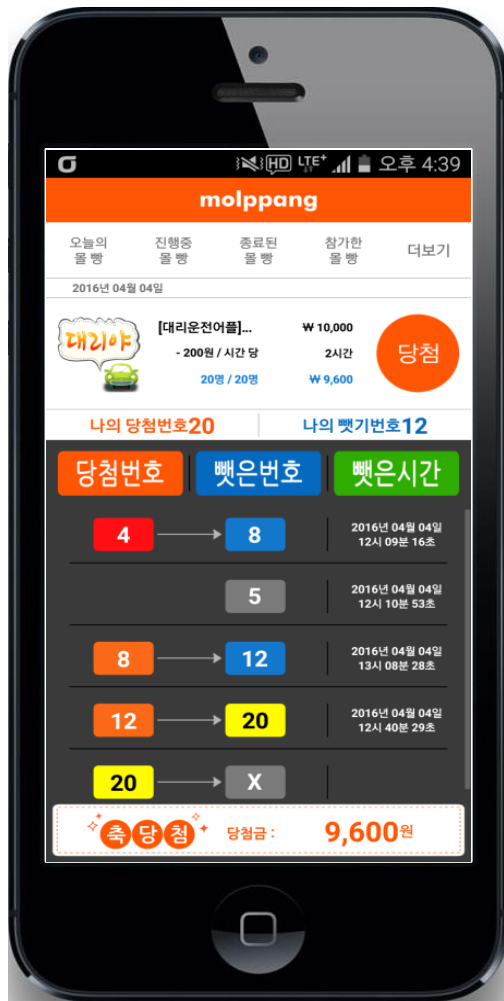 HD LTE+ 오후 4:39
molppang
오늘의 몰 빵
진행중 몰 빵
종료된 몰 빵
참가한 몰 빵
더보기
2016년 04월 04일
대리야
[대리운전어플]... ₩ 10,000
- 200원 / 시간 당 2시간
20명 / 20명 ₩ 9,600
당첨
나의 당첨번호20 나의 뺏기번호12
당첨번호 뺏은번호 뺏은시간
4 8 2016년 04월 04일
12시 09분 16초
5 2016년 04월 04일
12시 10분 53초
8 12 2016년 04월 04일
13시 08분 28초
12 20 2016년 04월 04일
12시 40분 29초
20 X
축당첨 당첨금 : 9,600원